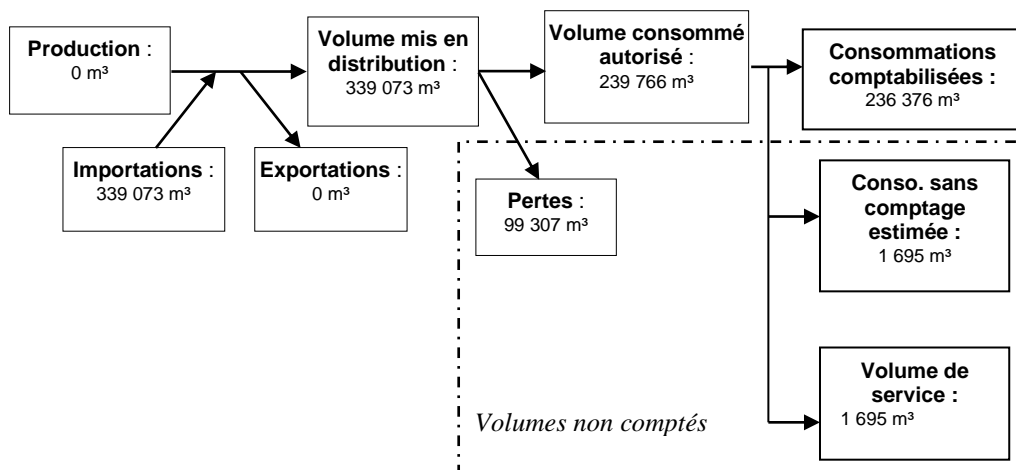 Production :
0 m³
Volume mis en
distribution :
339 073 m³
Volume consommé
autorisé :
239 766 m³
Consommations
comptabilisées :
236 376 m³
Importations :
339 073 m³
Exportations :
0 m³
Pertes :
99 307 m³
Conso. sans
comptage
estimée :
1 695 m³
Volume de
service :
1 695 m³
Volumes non comptés